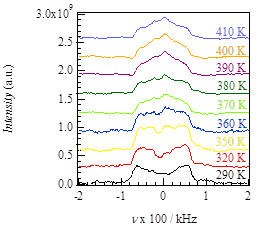 3.0x10⁹
2.5
2.0
1.5
1.0
0.5
0.0
Intensity (a.u.)
410 K
400 K
390 K
380 K
370 K
360 K
350 K
320 K
290 K
-2 -1 0 1 2
ν x 100 / kHz